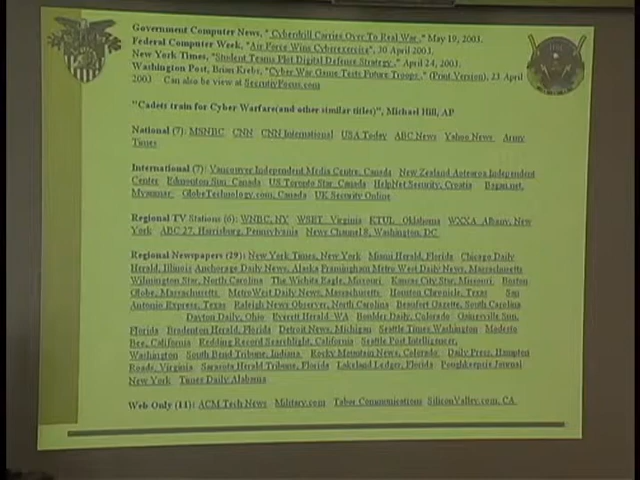 Government Computer News, "Cyberdrill Carries Over To Real War," May 19, 2003.
Federal Computer Week, "Air Force Wins Cyberexercise", 30 April 2003.
New York Times, "Student Teams Plot Digital Defense Strategy," April 24, 2003.
Washington Post, Brian Krebs, "Cyber War Game Tests Future Troops," (Print Version), 23 April
2003 Can also be view at SecurityFocus.com
"Cadets train for Cyber Warfare(and other similar titles)", Michael Hill, AP
National (7): MSNBC CNN CNN International USA Today ABC News Yahoo News Army
Times
International (7): Vancouver Independent Media Centre, Canada New Zealand Aotearoa Independent
Center Edmonton Sun Canada US Toronto Star Canada HelpNet Security, Croatia Bagan.net,
Myanmar GlobeTechnology.com, Canada UK Security Online
Regional TV Stations (6): WNBC, NY WSET Virginia KTUL Oklahoma WXXA Albany, New
York ABC 27, Harrisburg, Pennsylvania News Channel 8, Washington, DC
Regional Newspapers (29): New York Times, New York Miami Herald, Florida Chicago Daily
Herald, Illinois Anchorage Daily News, Alaska Framingham Metro West Daily News, Massachusetts
Wilmington Star, North Carolina The Wichita Eagle, Missouri Kansas City Star, Missouri Boston
Globe, Massachusetts MetroWest Daily News, Massachusetts Houston Chronicle, Texas San
Antonio Express, Texas Raleigh News Observer, North Carolina Beaufort Gazette, South Carolina
Dayton Daily, Ohio Everett Herald, WA Boulder Daily, Colorado Gainesville Sun,
Florida Bradenton Herald, Florida Detroit News, Michigan Seattle Times Washington Modesto
Bee, California Redding Record Searchlight, California Seattle Post Intelligencer,
Washington South Bend Tribune, Indiana Rocky Mountain News, Colorado Daily Press, Hampton
Roads, Virginia Sarasota Herald Tribune, Florida Lakeland Ledger, Florida Poughkeepsie Journal
New York Times Daily Alabama
Web Only (11): ACM Tech News Military.com Tabor Communications SiliconValley.com, CA